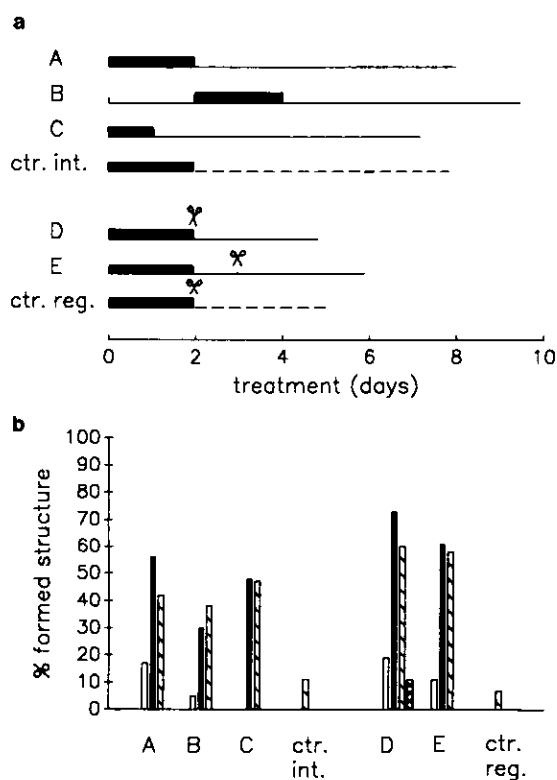 a
A
B
C
ctr. int.
D
E
ctr. reg.
0 2 4 6 8 10
treatment (days)
b
% formed structure
100
90
80
70
60
50
40
30
20
10
0
A B C ctr. int. D E ctr. reg.